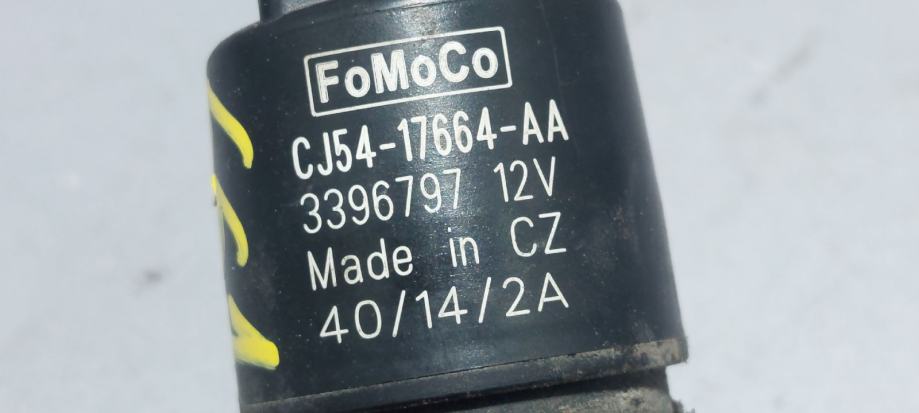 FoMoCo
CJ54-17664-AA
3396797 12V
Made in CZ
40/14/2A